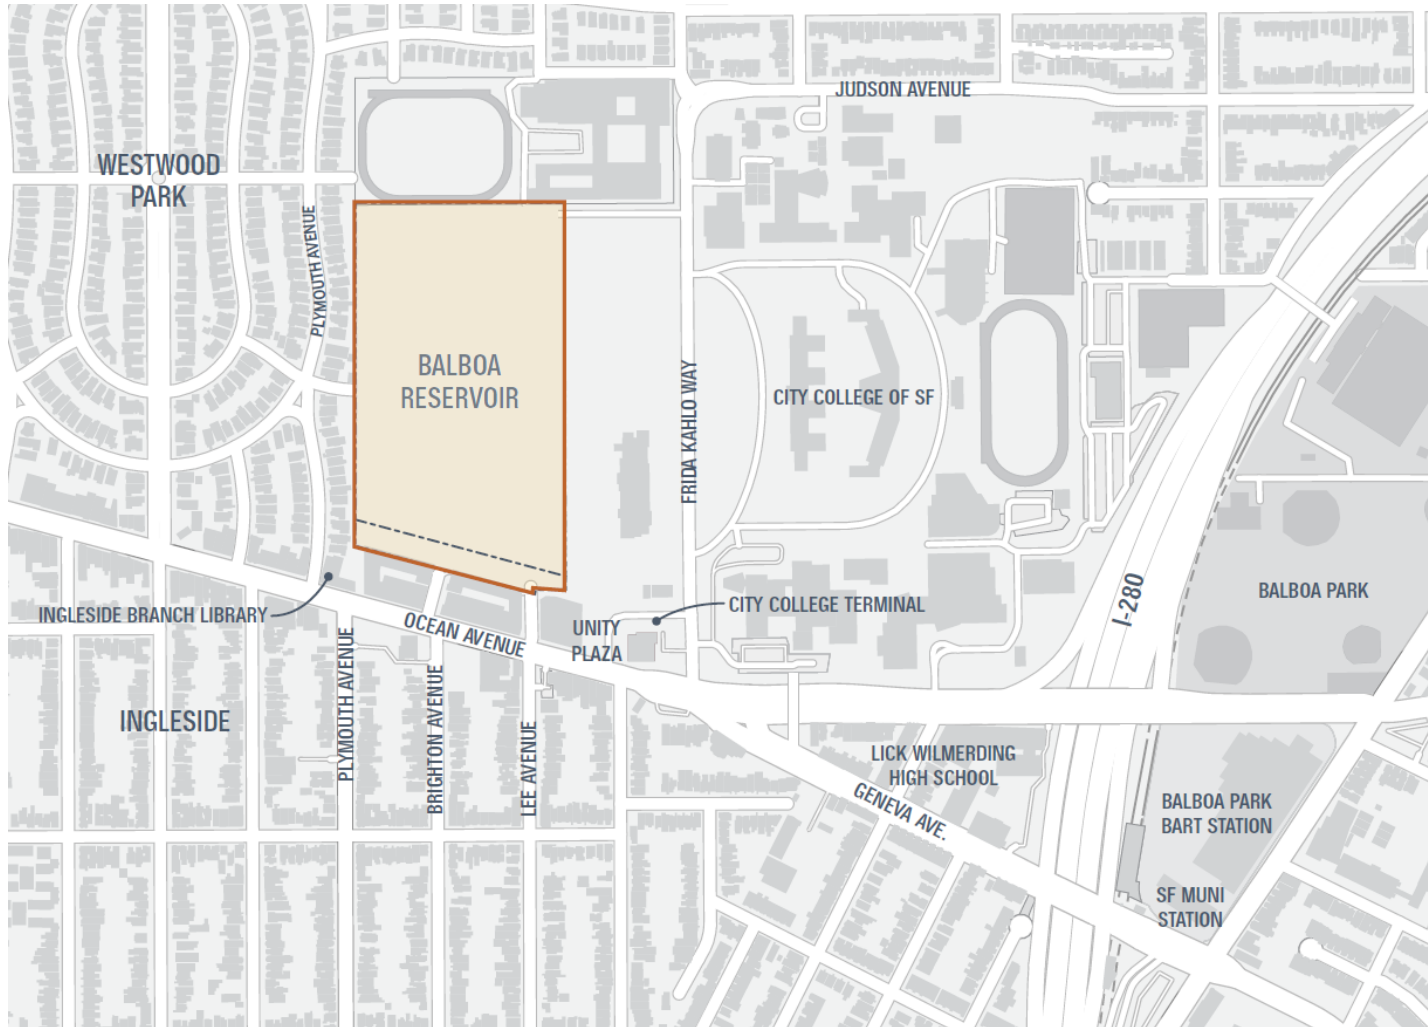 JUDSON AVENUE
WESTWOOD
PARK
PLYMOUTH AVENUE
BALBOA
RESERVOIR
FRIDA KAHLO WAY
CITY COLLEGE OF SF
I-280
BALBOA PARK
INGLESIDE BRANCH LIBRARY
CITY COLLEGE TERMINAL
OCEAN AVENUE
UNITY
PLAZA
INGLESIDE
PLYMOUTH AVENUE
BRIGHTON AVENUE
LEE AVENUE
LICK WILMERDING
HIGH SCHOOL
GENEVA AVE.
BALBOA PARK
BART STATION
SF MUNI
STATION